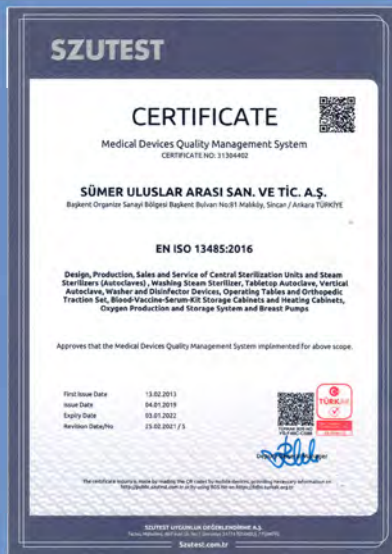 SZUTEST
CERTIFICATE
Medical Devices Quality Management System
CERTIFICATE NO: 31304402
SÜMER ULUSLAR ARASI SAN. VE TİC. A.Ş.
Başkent Organize Sanayi Bölgesi Başkent Bulvarı No:81 Malıköy, Sincan / Ankara TÜRKİYE
EN ISO 13485:2016
Design, Production, Sales and Service of Central Sterilization Units and Steam
Sterilizers (Autoclaves) , Washing Steam Sterilizer, Tabletop Autoclave, Vertical
Autoclave, Washer and Disinfector Devices, Operating Tables and Orthopedic
Traction Set, Blood-Vaccine-Serum-Kit Storage Cabinets and Heating Cabinets,
Oxygen Production and Storage System and Breast Pumps
Approves that the Medical Devices Quality Management System implemented for above scope.
First Issue Date 13.02.2013
Issue Date 04.01.2019
Expiry Date 03.01.2022
Revision Date/No 25.02.2021 / 5
TÜRKAK
SZUTEST UYGUNLUK DEĞERLENDİRME A.Ş.
Szutest.com.tr